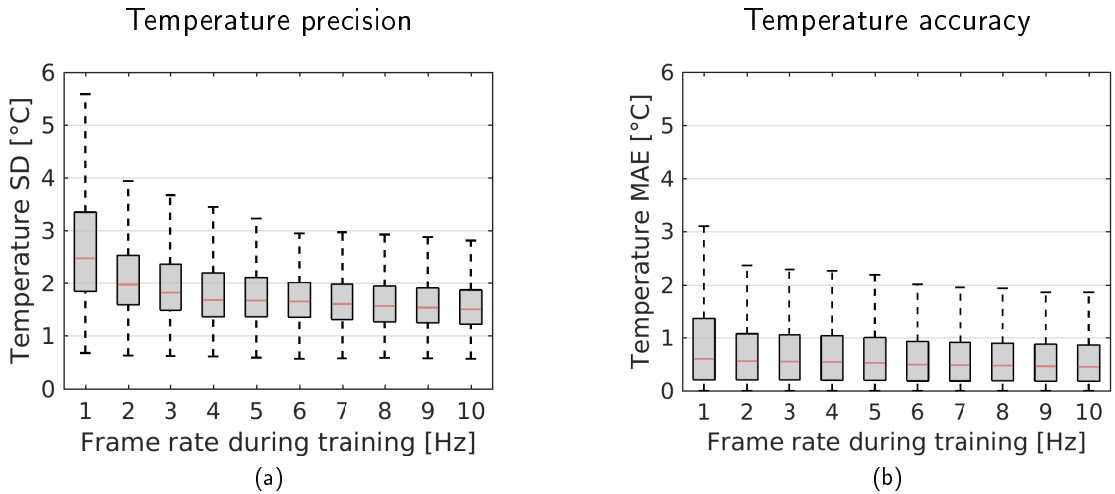 Temperature precision
Temperature SD [°C]
6
5
4
3
2
1
0
1 2 3 4 5 6 7 8 9 10
Frame rate during training [Hz]
(a)
Temperature accuracy
Temperature MAE [°C]
6
5
4
3
2
1
0
1 2 3 4 5 6 7 8 9 10
Frame rate during training [Hz]
(b)